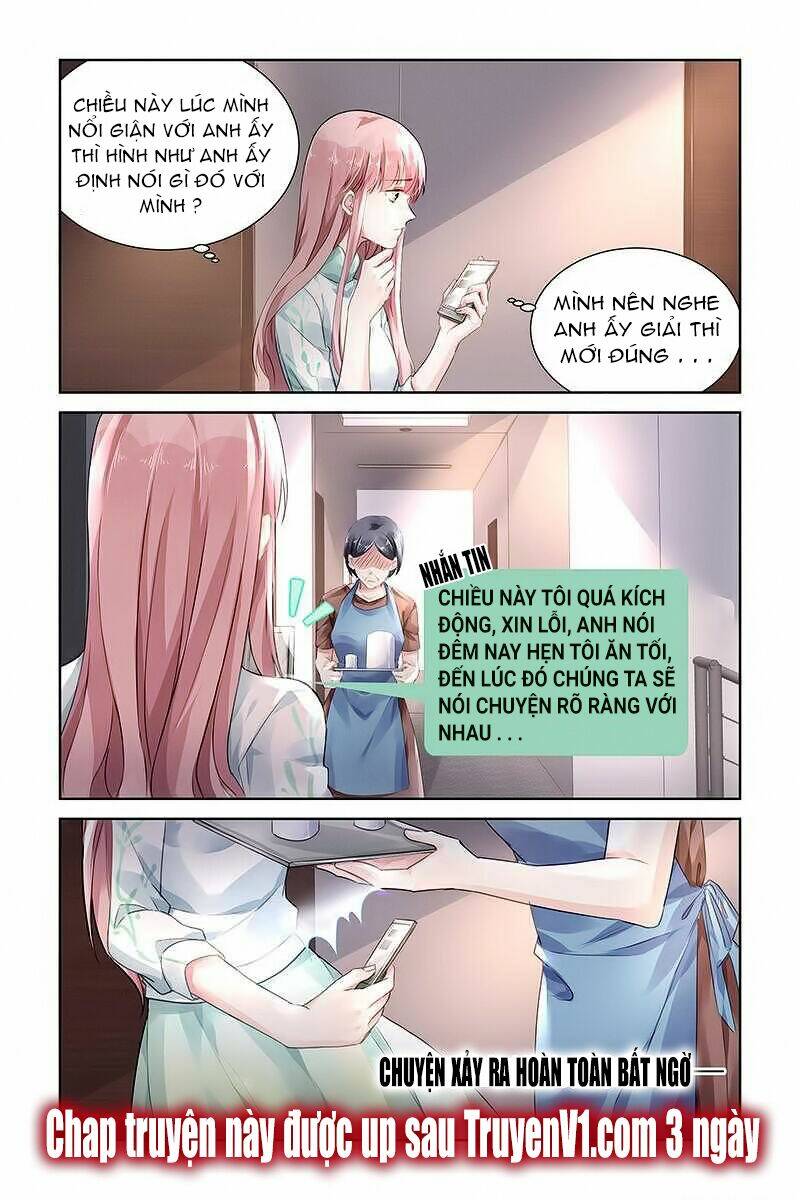 CHIỀU NÀY LÚC MÌNH
NỔI GIẬN VỚI ANH ẤY
THÌ HÌNH NHƯ ANH ẤY
ĐỊNH NÓI GÌ ĐÓ VỚI
MÌNH ?
MÌNH NÊN NGHE
ANH ẤY GIẢI THÌ
MỚI ĐÚNG . . .
NHẮN TIN
CHIỀU NÀY TÔI QUÁ KÍCH
ĐỘNG, XIN LỖI, ANH NÓI
ĐÊM NAY HẸN TÔI ĂN TỐI,
ĐẾN LÚC ĐÓ CHÚNG TA SẼ
NÓI CHUYỆN RÕ RÀNG VỚI
NHAU . . .
CHUYỆN XẢY RA HOÀN TOÀN BẤT NGỜ —
Chap truyện này được up sau TruyenV1.com 3 ngày